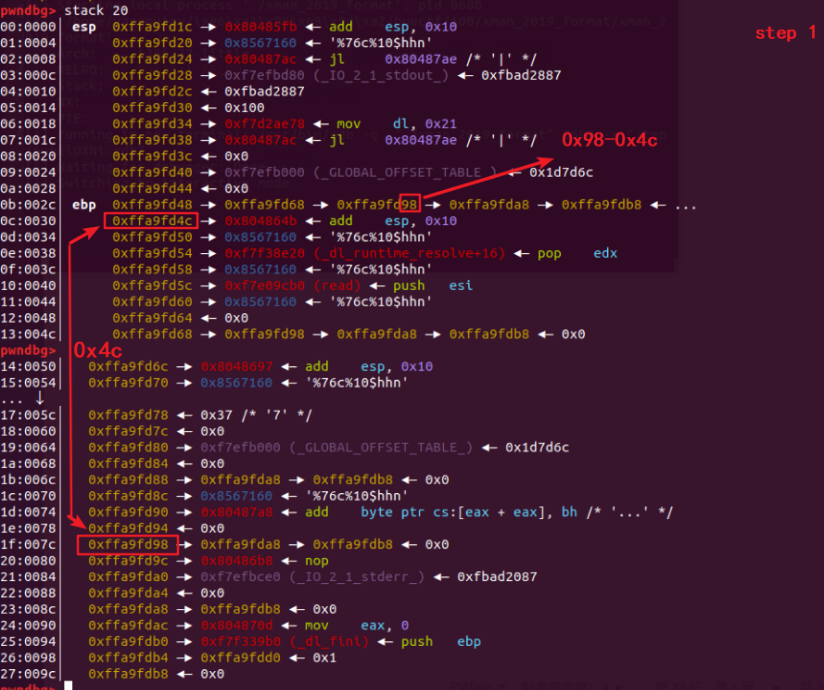 pwndbg> stack 20
step 1
00:0000│ esp 0xffa9fd1c —▸ 0x80485fb ◂— add esp, 0x10
01:0004│ 0xffa9fd20 —▸ 0x8567160 ◂— '%76c%10$hhn'
02:0008│ 0xffa9fd24 —▸ 0x80487ac ◂— jl 0x80487ae /* '|' */
03:000c│ 0xffa9fd28 —▸ 0xf7efbd80 (_IO_2_1_stdout_) ◂— 0xfbad2887
04:0010│ 0xffa9fd2c ◂— 0xfbad2887
05:0014│ 0xffa9fd30 ◂— 0x100
06:0018│ 0xffa9fd34 —▸ 0xf7d2ae78 ◂— mov dl, 0x21
07:001c│ 0xffa9fd38 —▸ 0x80487ac ◂— jl 0x80487ae /* '|' */
0x98-0x4c
08:0020│ 0xffa9fd3c ◂— 0x0
09:0024│ 0xffa9fd40 —▸ 0xf7efb000 (_GLOBAL_OFFSET_TABLE_) ◂— 0x1d7d6c
0a:0028│ 0xffa9fd44 ◂— 0x0
0b:002c│ ebp 0xffa9fd48 —▸ 0xffa9fd68 —▸ 0xffa9fd98 —▸ 0xffa9fda8 —▸ 0xffa9fdb8 ◂— ...
0c:0030│ 0xffa9fd4c —▸ 0x804864b ◂— add esp, 0x10
0d:0034│ 0xffa9fd50 —▸ 0x8567160 ◂— '%76c%10$hhn'
0e:0038│ 0xffa9fd54 —▸ 0xf7f38e20 (_dl_runtime_resolve+16) ◂— pop edx
0f:003c│ 0xffa9fd58 —▸ 0x8567160 ◂— '%76c%10$hhn'
10:0040│ 0xffa9fd5c —▸ 0xf7e09cb0 (read) ◂— push esi
11:0044│ 0xffa9fd60 —▸ 0x8567160 ◂— '%76c%10$hhn'
12:0048│ 0xffa9fd64 ◂— 0x0
13:004c│ 0xffa9fd68 —▸ 0xffa9fd98 —▸ 0xffa9fda8 —▸ 0xffa9fdb8 ◂— 0x0
pwndbg>
0x4c
14:0050│ 0xffa9fd6c —▸ 0x8048697 ◂— add esp, 0x10
15:0054│ 0xffa9fd70 —▸ 0x8567160 ◂— '%76c%10$hhn'
... ↓
17:005c│ 0xffa9fd78 ◂— 0x37 /* '7' */
18:0060│ 0xffa9fd7c ◂— 0x0
19:0064│ 0xffa9fd80 —▸ 0xf7efb000 (_GLOBAL_OFFSET_TABLE_) ◂— 0x1d7d6c
1a:0068│ 0xffa9fd84 ◂— 0x0
1b:006c│ 0xffa9fd88 —▸ 0xffa9fda8 —▸ 0xffa9fdb8 ◂— 0x0
1c:0070│ 0xffa9fd8c —▸ 0x8567160 ◂— '%76c%10$hhn'
1d:0074│ 0xffa9fd90 —▸ 0x80487a8 ◂— add byte ptr cs:[eax + eax], bh /* '...' */
1e:0078│ 0xffa9fd94 ◂— 0x0
1f:007c│ 0xffa9fd98 —▸ 0xffa9fda8 —▸ 0xffa9fdb8 ◂— 0x0
20:0080│ 0xffa9fd9c —▸ 0x80486b8 ◂— nop
21:0084│ 0xffa9fda0 —▸ 0xf7efbce0 (_IO_2_1_stderr_) ◂— 0xfbad2087
22:0088│ 0xffa9fda4 ◂— 0x0
23:008c│ 0xffa9fda8 —▸ 0xffa9fdb8 ◂— 0x0
24:0090│ 0xffa9fdac —▸ 0x804870d ◂— mov eax, 0
25:0094│ 0xffa9fdb0 —▸ 0xf7f339b0 (_dl_fini) ◂— push ebp
26:0098│ 0xffa9fdb4 —▸ 0xffa9fdd0 ◂— 0x1
27:009c│ 0xffa9fdb8 ◂— 0x0
pwndbg>